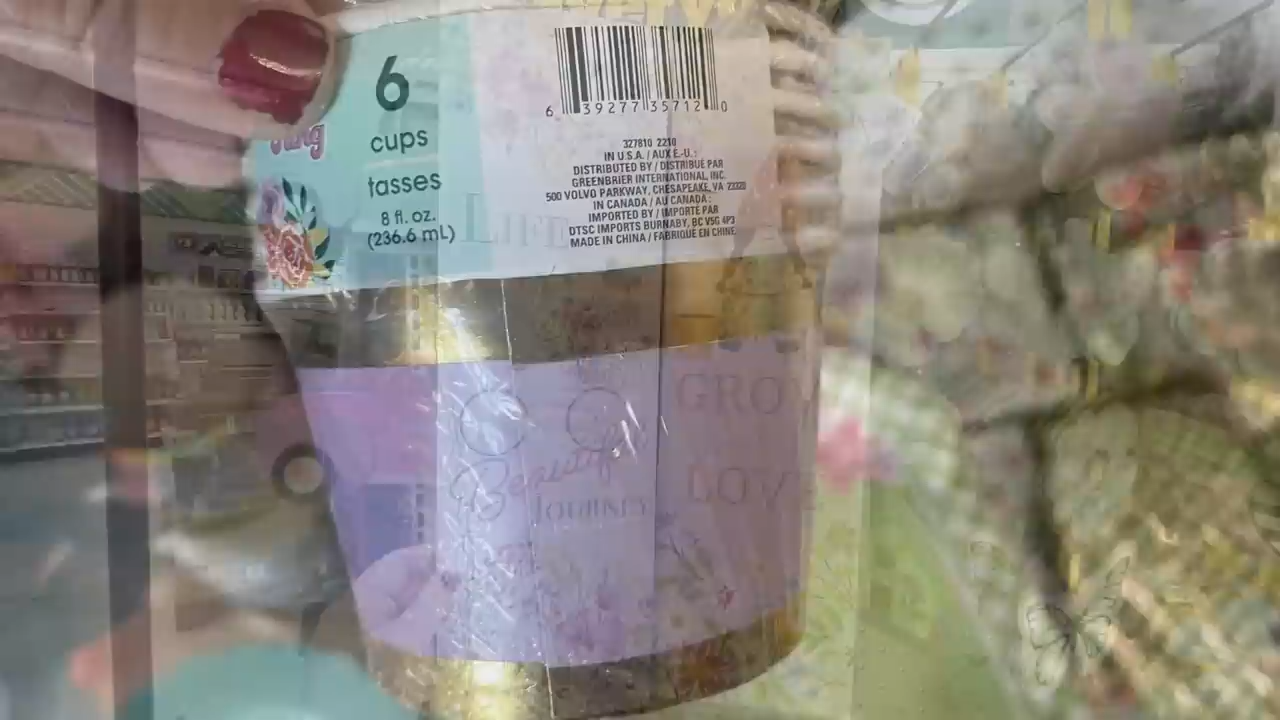 6
cups
tasses
8 fl. oz.
(236.6 mL)
6 39277 35712 0
327810 2210
IN U.S.A. / AUX E.-U.:
DISTRIBUTED BY / DISTRIBUÉ PAR
GREENBRIER INTERNATIONAL, INC.
500 VOLVO PARKWAY, CHESAPEAKE, VA 23320
IN CANADA / AU CANADA :
IMPORTED BY / IMPORTÉ PAR
DTSC IMPORTS BURNABY, BC V5G 4P3
MADE IN CHINA / FABRIQUÉ EN CHINE
LIFE
Beautiful
JOURNEY
GROW
LOVE